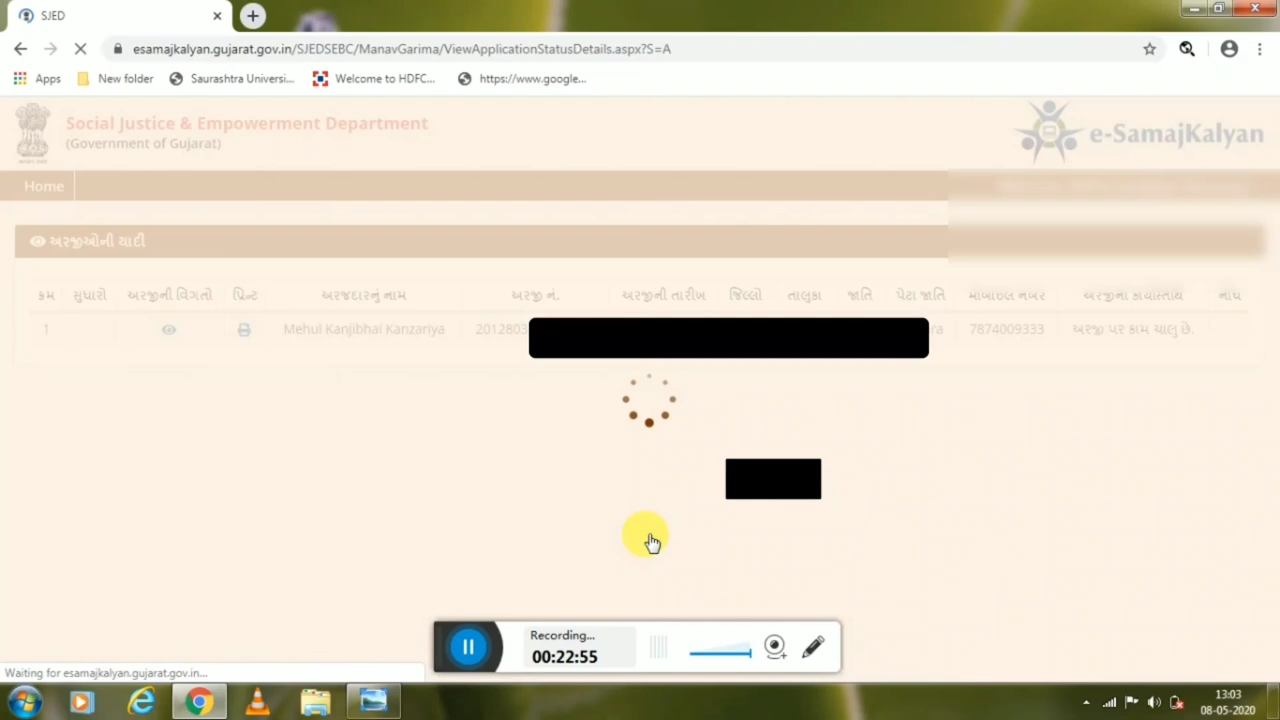 SJED
esamajkalyan.gujarat.gov.in/SJEDSEBC/ManavGarima/ViewApplicationStatusDetails.aspx?S=A
Apps New folder Saurashtra Universi... Welcome to HDFC... https://www.google...
Social Justice & Empowerment Department
(Government of Gujarat)
e-SamajKalyan
Home
અરજીઓની યાદી
ક્રમ સુધારો અરજીની વિગતો પ્રિન્ટ અરજદારનું નામ અરજી નં. અરજીની તારીખ જિલ્લો તાલુકા જાતિ પેટા જાતિ મોબાઇલ નંબર અરજીની કાર્યસ્થિતિ નોંધ
1 Mehul Kanjibhai Kanzariya 2012803 ra 7874009333 અરજી પર કામ ચાલુ છે.
Recording...
00:22:55
Waiting for esamajkalyan.gujarat.gov.in...
13:03
08-05-2020